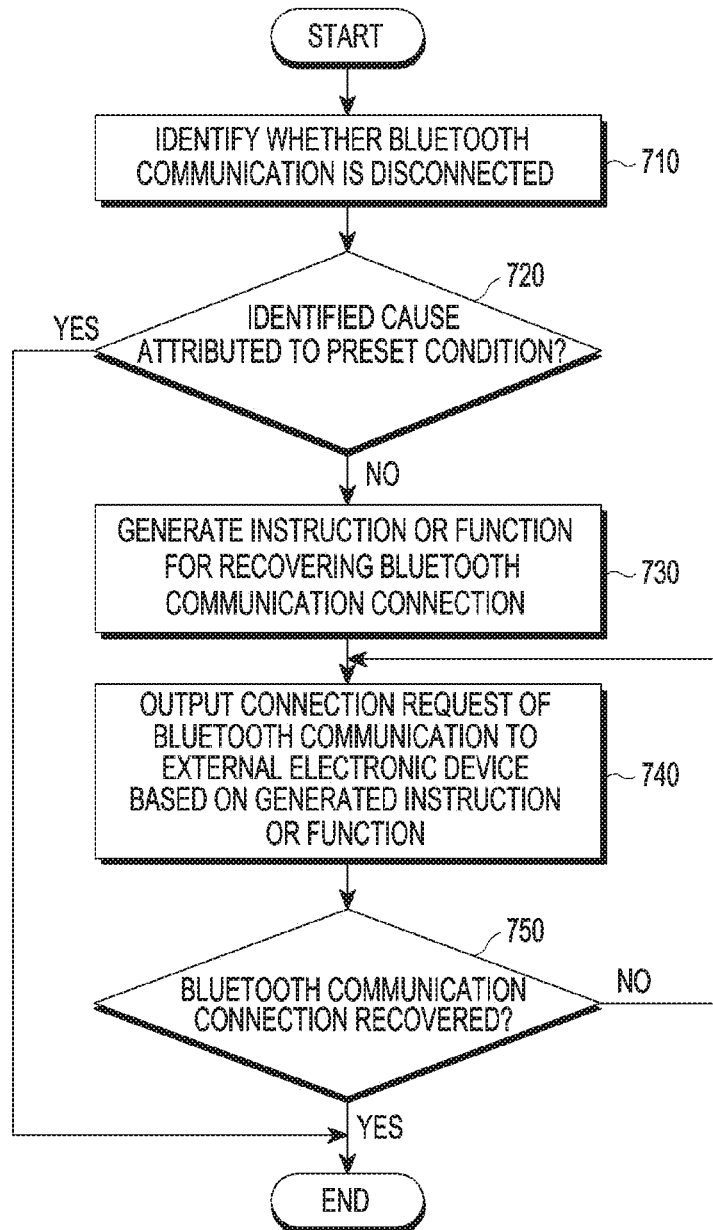 START
IDENTIFY WHETHER BLUETOOTH
COMMUNICATION IS DISCONNECTED
710
720
YES
IDENTIFIED CAUSE
ATTRIBUTED TO PRESET CONDITION?
NO
GENERATE INSTRUCTION OR FUNCTION
FOR RECOVERING BLUETOOTH
COMMUNICATION CONNECTION
730
OUTPUT CONNECTION REQUEST OF
BLUETOOTH COMMUNICATION TO
EXTERNAL ELECTRONIC DEVICE
BASED ON GENERATED INSTRUCTION
OR FUNCTION
740
750
BLUETOOTH COMMUNICATION
CONNECTION RECOVERED?
NO
YES
END